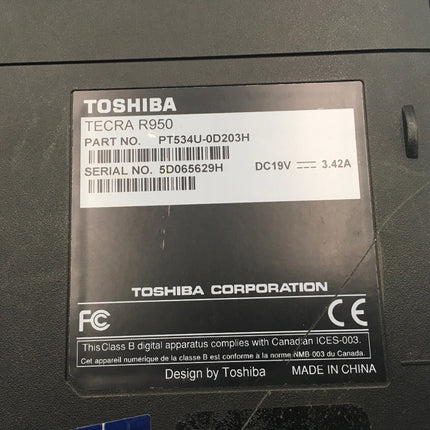 TOSHIBA
TECRA R950
PART NO. PT534U-0D203H
SERIAL NO. 5D065629H DC19V ⎓ 3.42A
TOSHIBA CORPORATION
FC CE
This Class B digital apparatus complies with Canadian ICES-003.
Cet appareil numérique de la classe B est conforme à la norme NMB-003 du Canada.
Design by Toshiba MADE IN CHINA